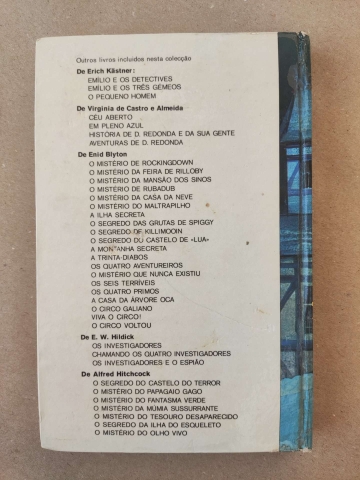 Outros livros incluídos nesta colecção
De Erich Kästner:
EMÍLIO E OS DETECTIVES
EMÍLIO E OS TRÊS GÉMEOS
O PEQUENO HOMEM
De Virgínia de Castro e Almeida
CÉU ABERTO
EM PLENO AZUL
HISTÓRIA DE D. REDONDA E DA SUA GENTE
AVENTURAS DE D. REDONDA
De Enid Blyton
O MISTÉRIO DE ROCKINGDOWN
O MISTÉRIO DA FEIRA DE RILLOBY
O MISTÉRIO DA MANSÃO DOS SINOS
O MISTÉRIO DE RUBADUB
O MISTÉRIO DA CASA DA NEVE
O MISTÉRIO DO MALTRAPILHO
A ILHA SECRETA
O SEGREDO DAS GRUTAS DE SPIGGY
O SEGREDO DE KILLIMOOIN
O SEGREDO DO CASTELO DE «LUA»
A MONTANHA SECRETA
A TRINTA-DIABOS
OS QUATRO AVENTUREIROS
O MISTÉRIO QUE NUNCA EXISTIU
OS SEIS TERRÍVEIS
OS QUATRO PRIMOS
A CASA DA ÁRVORE OCA
O CIRCO GALIANO
VIVA O CIRCO!
O CIRCO VOLTOU
De E. W. Hildick
OS INVESTIGADORES
CHAMANDO OS QUATRO INVESTIGADORES
OS INVESTIGADORES E O ESPIÃO
De Alfred Hitchcock
O SEGREDO DO CASTELO DO TERROR
O MISTÉRIO DO PAPAGAIO GAGO
O MISTÉRIO DO FANTASMA VERDE
O MISTÉRIO DA MÚMIA SUSSURRANTE
O MISTÉRIO DO TESOURO DESAPARECIDO
O SEGREDO DA ILHA DO ESQUELETO
O MISTÉRIO DO OLHO VIVO